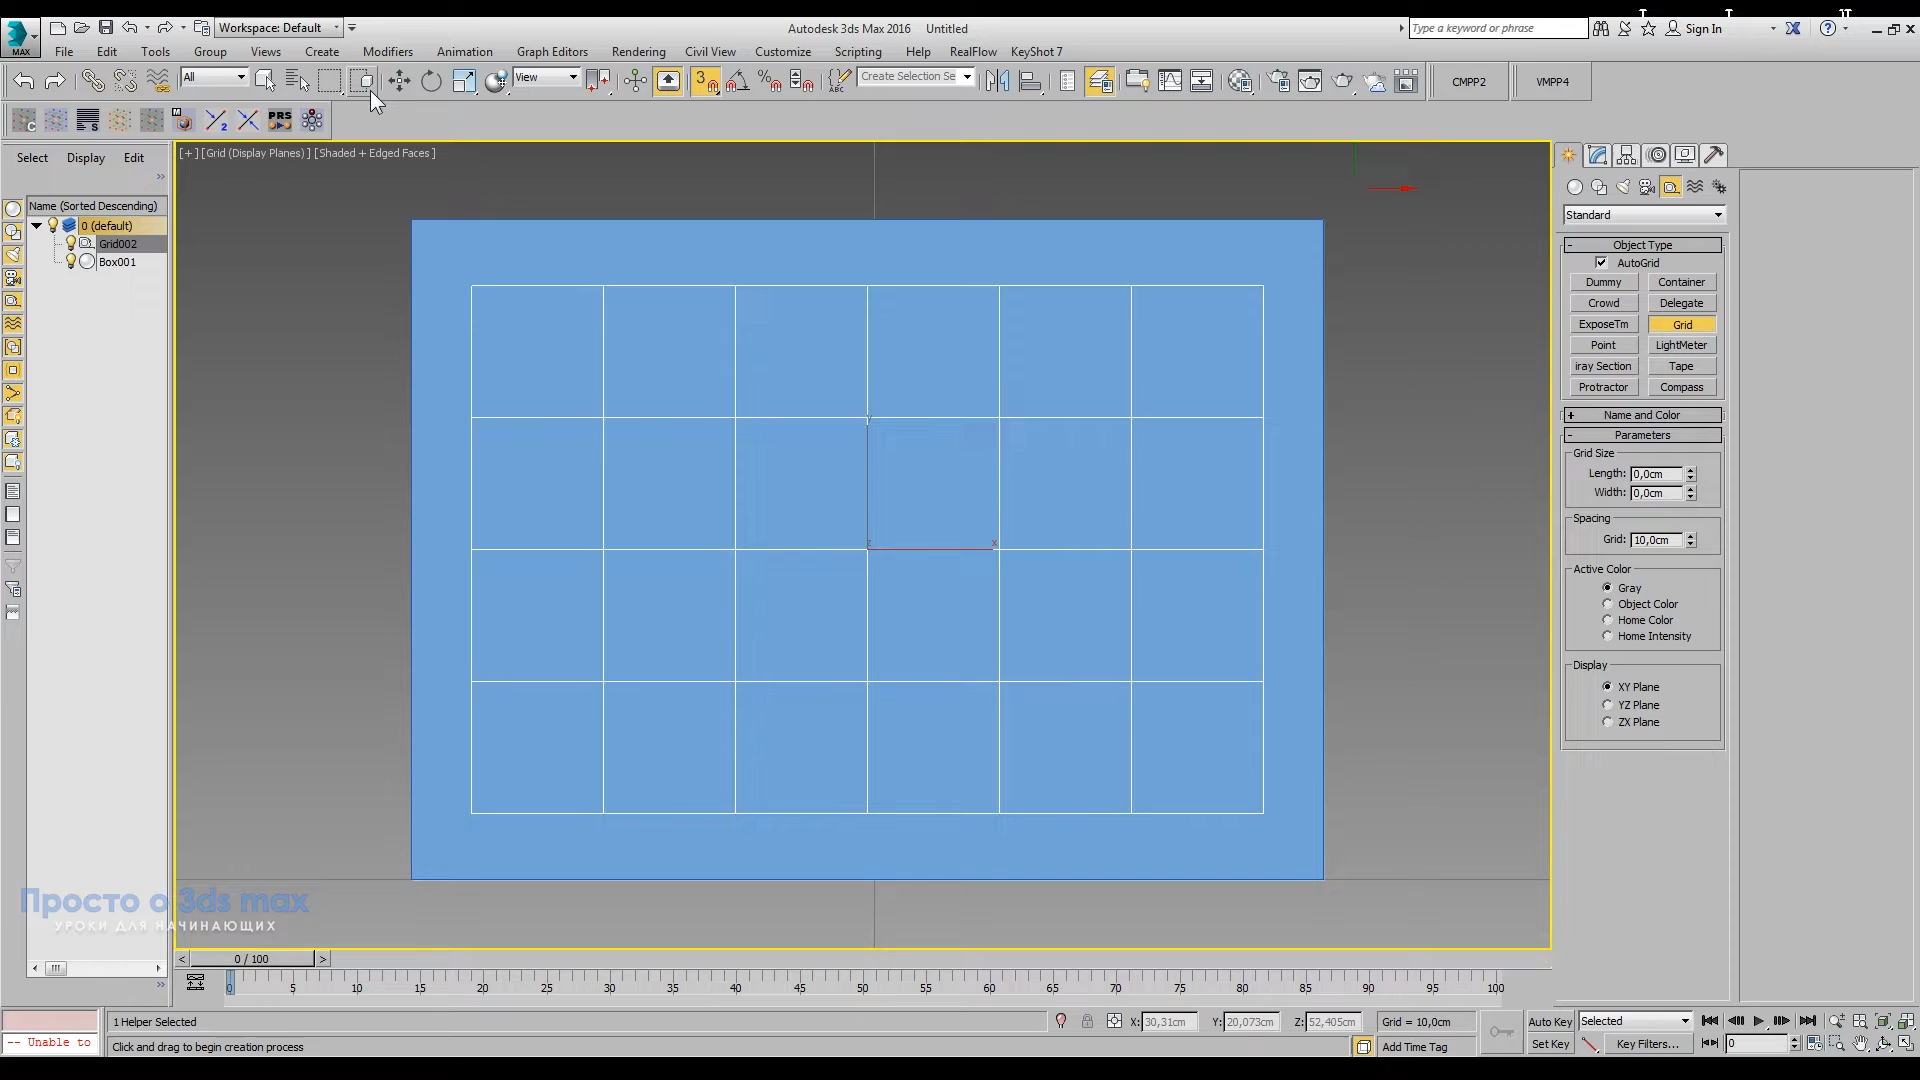 Workspace: Default
Autodesk 3ds Max 2016 Untitled
Type a keyword or phrase
Sign In
MAX
File Edit Tools Group Views Create Modifiers Animation Graph Editors Rendering Civil View Customize Scripting Help RealFlow KeyShot 7
All
View
3
Create Selection Se
CMPP2
VMPP4
PRS
Select Display Edit
[+] [Grid (Display Planes) ] [Shaded + Edged Faces ]
Name (Sorted Descending)
0 (default)
Grid002
Box001
y
z
x
Standard
Object Type
AutoGrid
Dummy Container
Crowd Delegate
ExposeTm Grid
Point LightMeter
iray Section Tape
Protractor Compass
Name and Color
Parameters
Grid Size
Length: 0,0cm
Width: 0,0cm
Spacing
Grid: 10,0cm
Active Color
Gray
Object Color
Home Color
Home Intensity
Display
XY Plane
YZ Plane
ZX Plane
Просто о 3ds max
УРОКИ ДЛЯ НАЧИНАЮЩИХ
0 / 100
0 5 10 15 20 25 30 35 40 45 50 55 60 65 70 75 80 85 90 95 100
1 Helper Selected
X: 30,31cm Y: 20,073cm Z: 52,405cm Grid = 10,0cm
Auto Key Selected
-- Unable to
Click and drag to begin creation process
Add Time Tag
Set Key Key Filters...
0